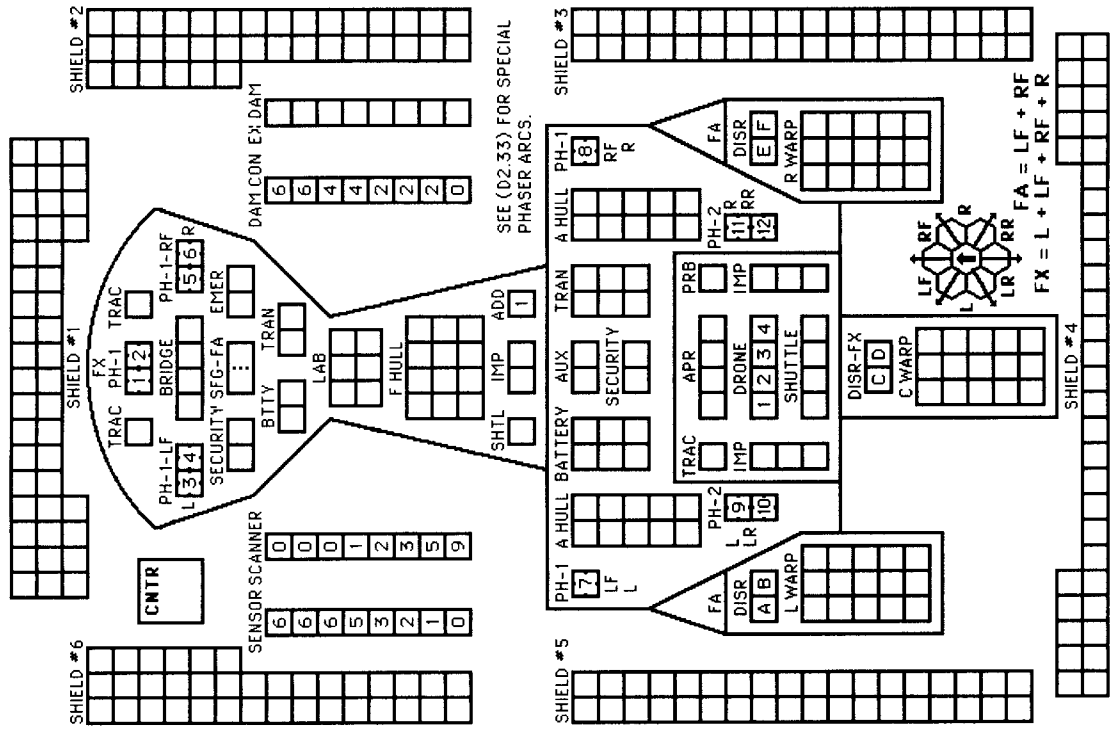 SHIELD #1
SHIELD #2
SHIELD #6
CNTR
FX
TRAC
PH-1
TRAC
1 2
PH-1-LF
L 3 4
BRIDGE
PH-1-RF
5 6 R
SECURITY
SFG-FA
EMER
BTTY
TRAN
LAB
F HULL
SENSOR
6
6
6
5
3
2
1
0
SCANNER
0
0
0
1
2
3
5
9
DAM CON
6
6
4
4
2
2
2
0
EX DAM
SHTL
IMP
ADD
1
SEE (D2.33) FOR SPECIAL
PHASER ARCS.
SHIELD #5
SHIELD #3
PH-1
7
LF
L
A HULL
BATTERY
AUX
TRAN
A HULL
PH-1
8
RF
R
SECURITY
PH-2
L 9
LR 10
PH-2
11 R
12 RR
TRAC
APR
PRB
IMP
DRONE
1 2 3 4
IMP
SHUTTLE
FA
DISR
A B
L WARP
FA
DISR
E F
R WARP
DISR-FX
C D
C WARP
LF
RF
L
R
LR
RR
FA = LF + RF
FX = L + LF + RF + R
SHIELD #4